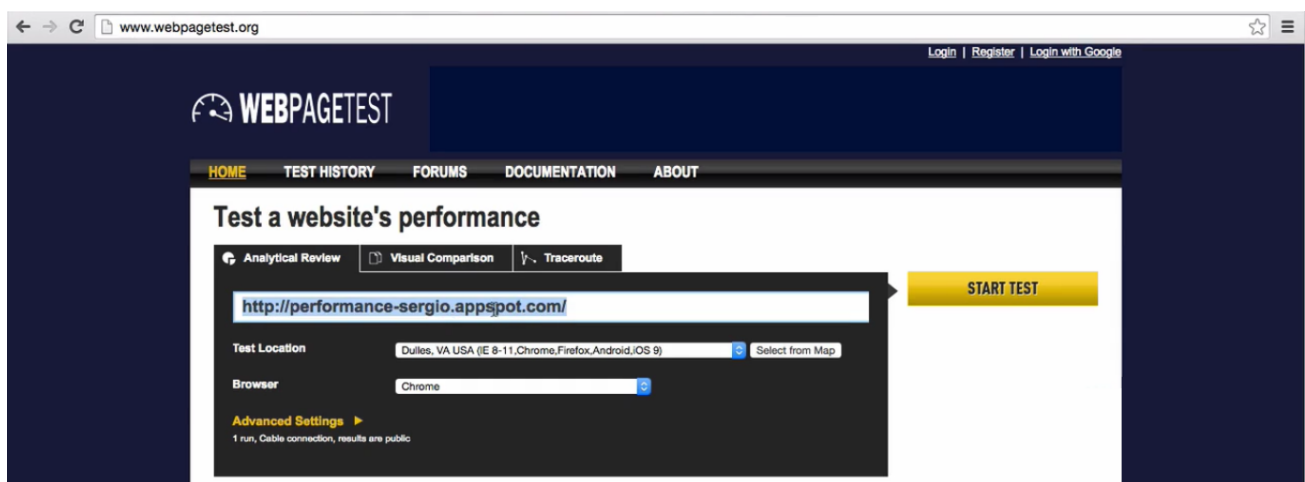 www.webpagetest.org
Login | Register | Login with Google
WEBPAGETEST
HOME TEST HISTORY FORUMS DOCUMENTATION ABOUT
Test a website's performance
Analytical Review Visual Comparison Traceroute
http://performance-sergio.appspot.com/
START TEST
Test Location Dulles, VA USA (IE 8-11,Chrome,Firefox,Android,iOS 9) Select from Map
Browser Chrome
Advanced Settings
1 run, Cable connection, results are public